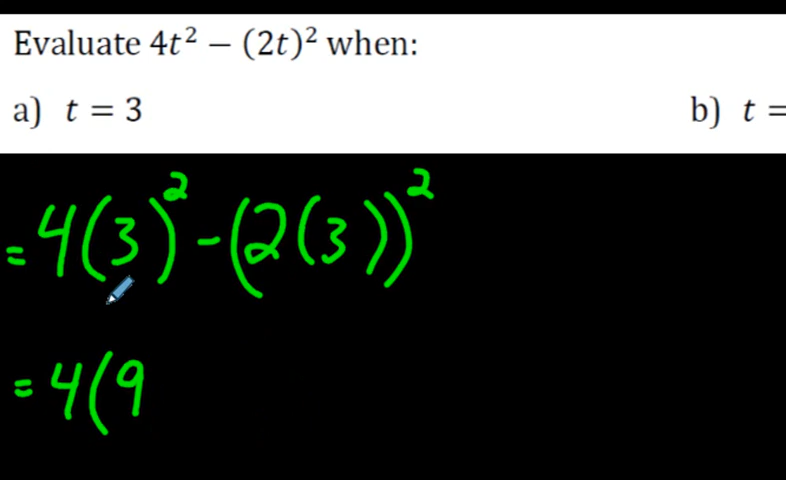 Evaluate 4t² − (2t)² when:
a) t = 3 b) t =
= 4(3)² - (2(3))²
= 4(9